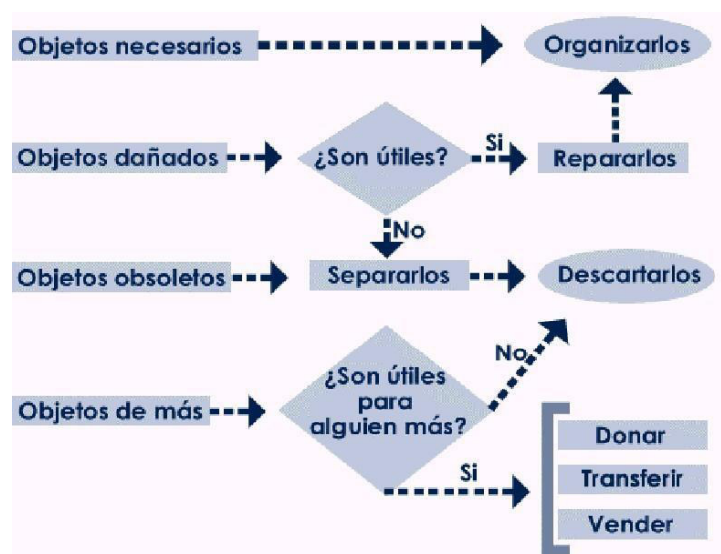 Objetos necesarios
Organizarlos
Objetos dañados
¿Son útiles?
Si
Repararlos
No
Objetos obsoletos
Separarlos
Descartarlos
Objetos de más
¿Son útiles
para
alguien más?
No
Si
Donar
Transferir
Vender